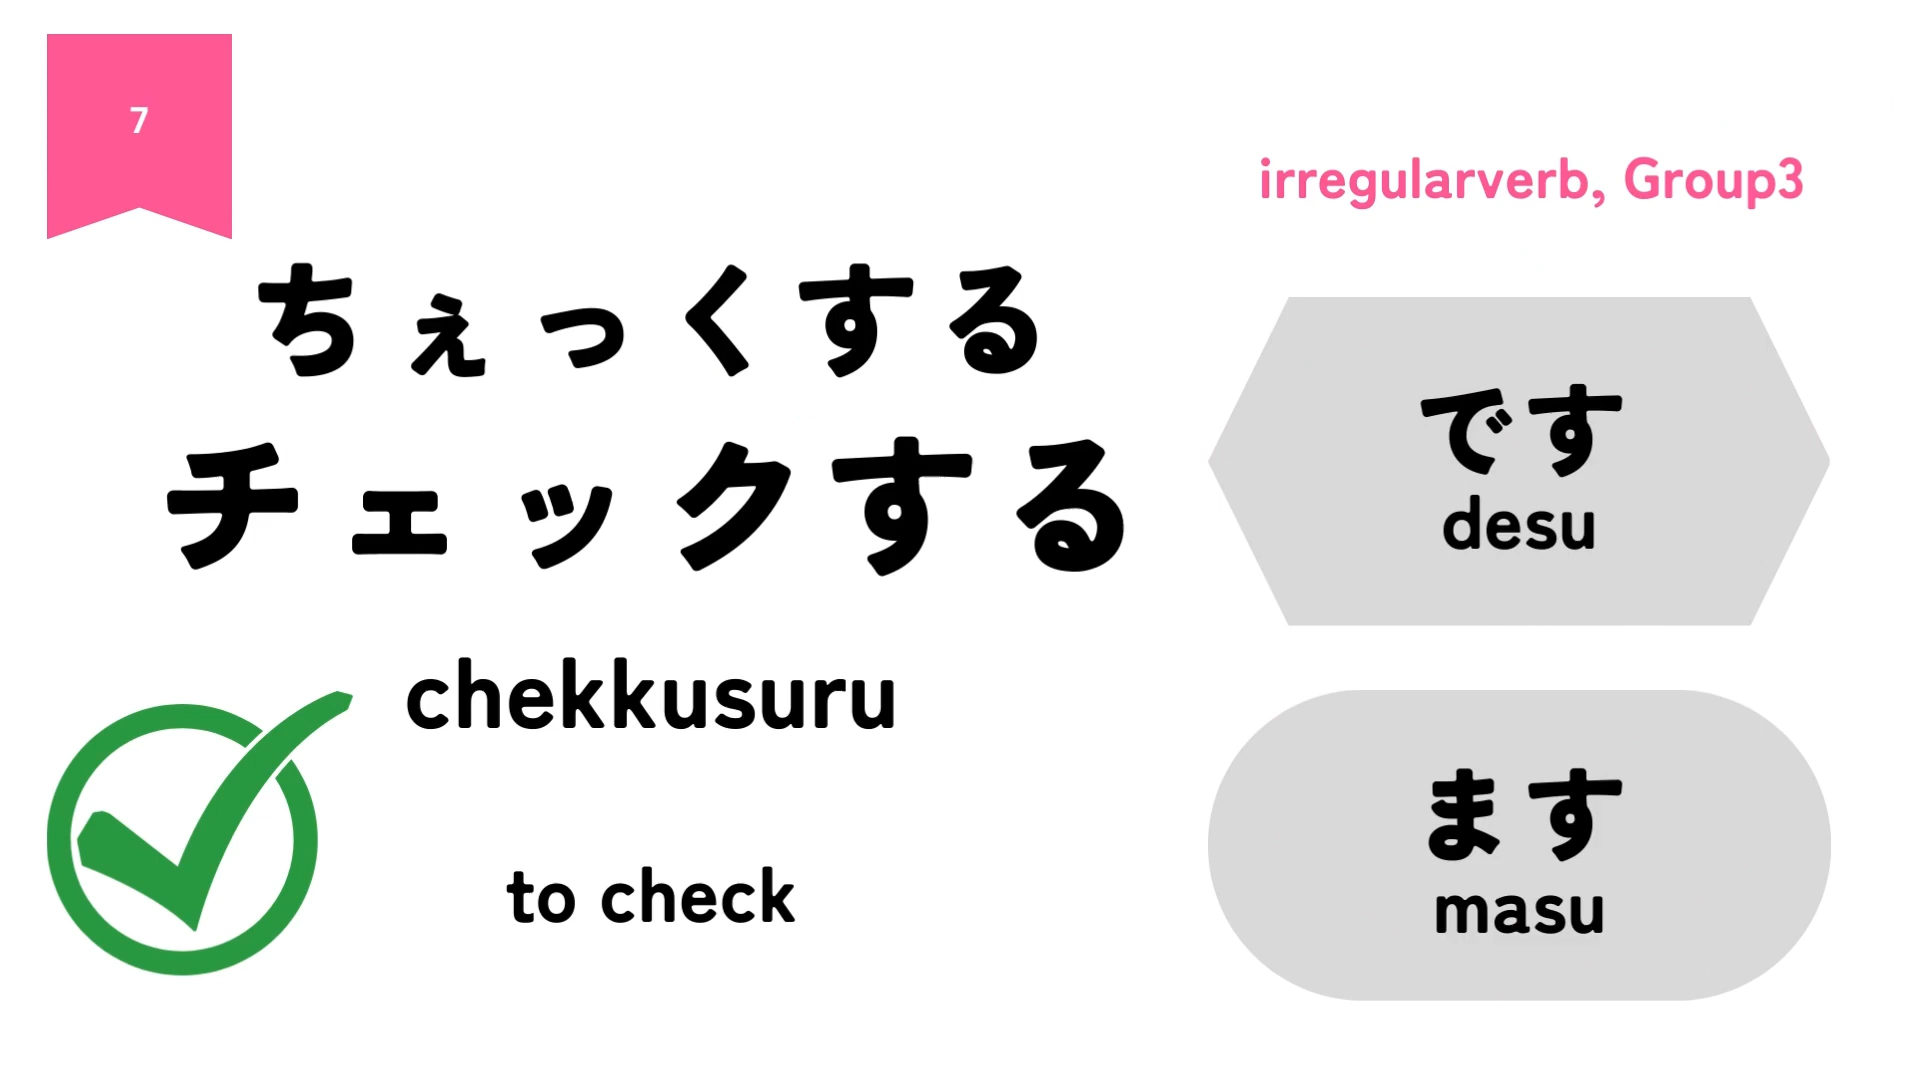 7
irregularverb, Group3
ちぇっくする
チェックする
chekkusuru
to check
です
desu
ます
masu